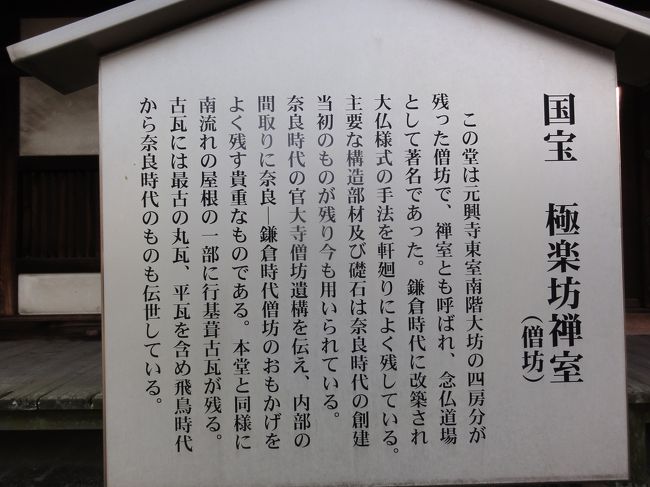 国宝　極楽坊禅室
（僧坊）
この堂は元興寺東室南階大坊の四房分が
残った僧坊で、禅室とも呼ばれ、念仏道場
として著名であった。鎌倉時代に改築され
大仏様式の手法を軒廻りによく残している。
主要な構造部材及び礎石は奈良時代の創建
当初のものが残り今も用いられている。
奈良時代の官大寺僧坊遺構を伝え、内部の
間取りに奈良―鎌倉時代僧坊のおもかげを
よく残す貴重なものである。本堂と同様に
南流れの屋根の一部に行基葺古瓦が残る。
古瓦には最古の丸瓦、平瓦を含め飛鳥時代
から奈良時代のものも伝世している。